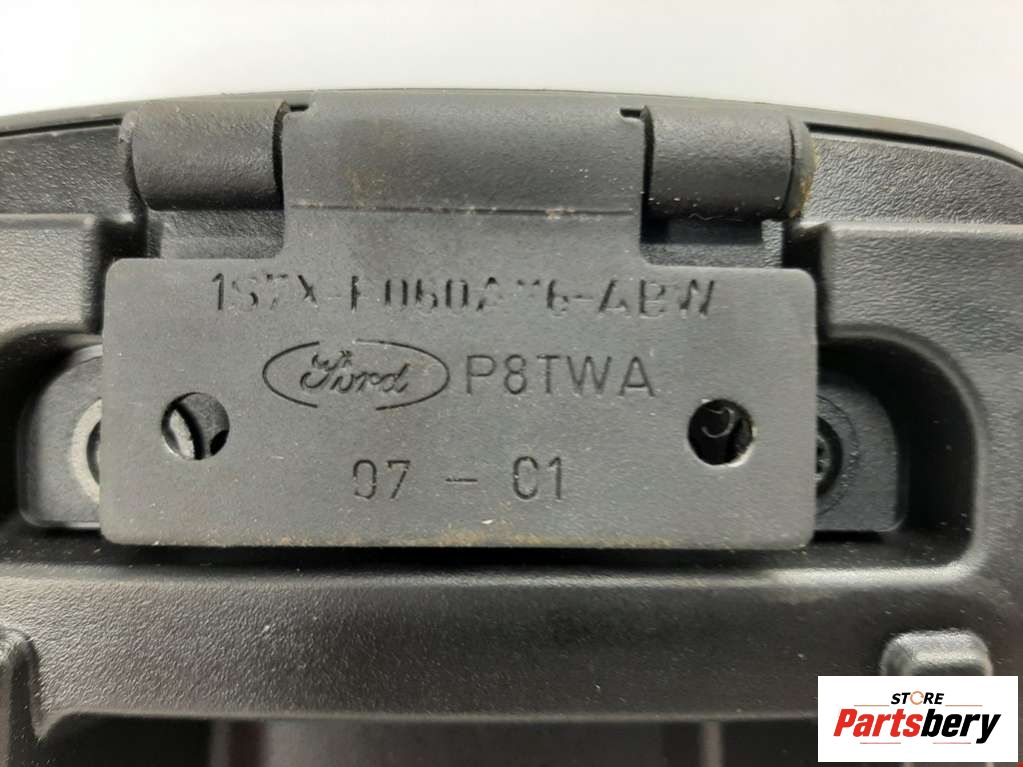 Ford P8TWA
07 - 01
STORE
Partsbery